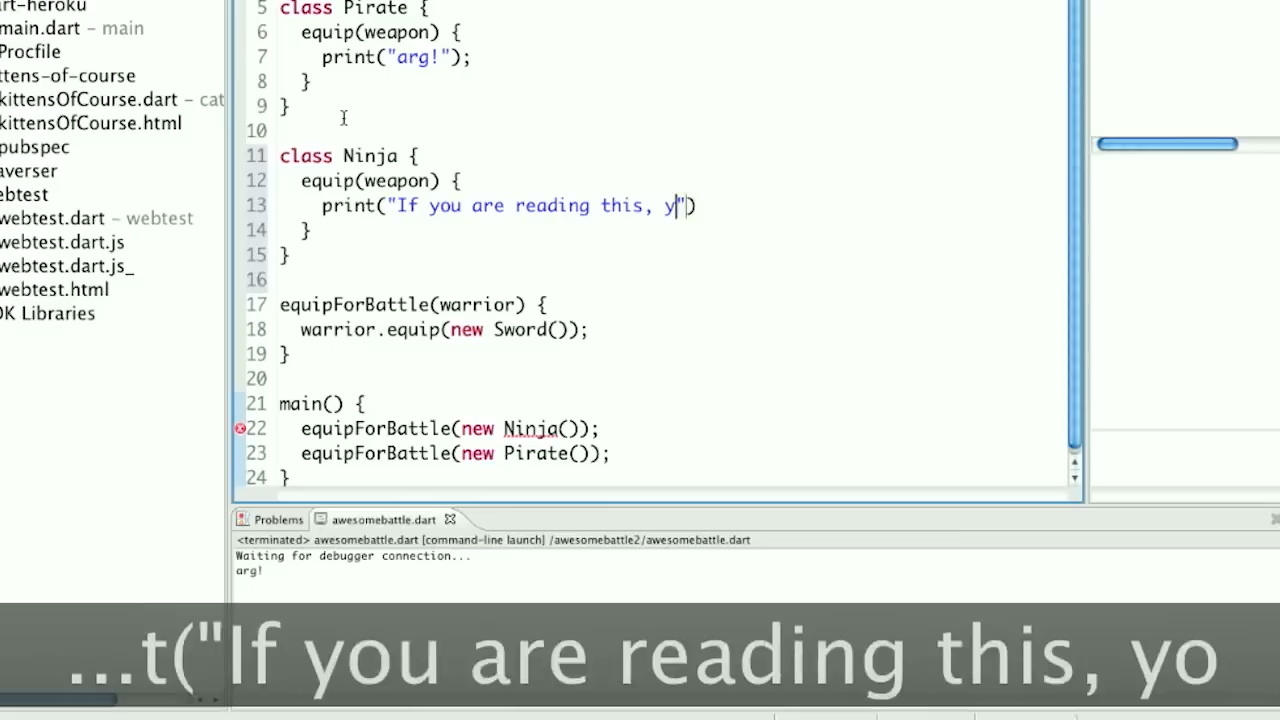 rt-heroku
main.dart – main
Procfile
ttens-of-course
kittensOfCourse.dart – cat
kittensOfCourse.html
pubspec
averser
ebtest
webtest.dart – webtest
webtest.dart.js
webtest.dart.js_
webtest.html
DK Libraries
5 class Pirate {
6 equip(weapon) {
7 print("arg!");
8 }
9 }
10
11 class Ninja {
12 equip(weapon) {
13 print("If you are reading this, y")
14 }
15 }
16
17 equipForBattle(warrior) {
18 warrior.equip(new Sword());
19 }
20
21 main() {
22 equipForBattle(new Ninja());
23 equipForBattle(new Pirate());
24 }
Problems awesomebattle.dart
<terminated> awesomebattle.dart [command-line launch] /awesomebattle2/awesomebattle.dart
Waiting for debugger connection...
arg!
...t("If you are reading this, yo